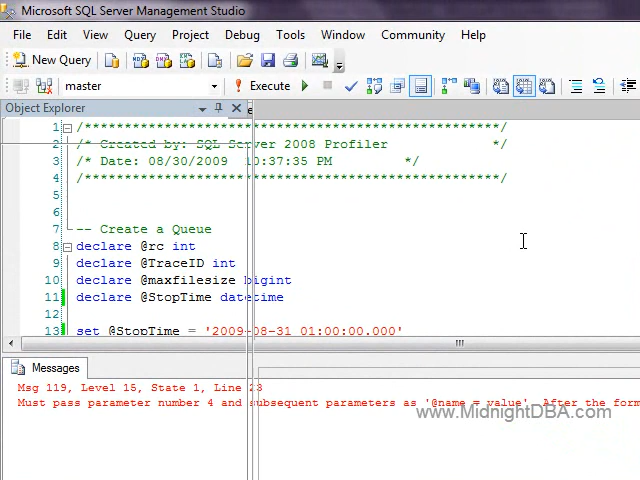 Microsoft SQL Server Management Studio
File Edit View Query Project Debug Tools Window Community Help
New Query
master Execute
Object Explorer
1 /****************************************************/
2 /* Created by: SQL Server 2008 Profiler */
3 /* Date: 08/30/2009 10:37:35 PM */
4 /****************************************************/
5
6
7 -- Create a Queue
8 declare @rc int
9 declare @TraceID int
10 declare @maxfilesize bigint
11 declare @StopTime datetime
13 set @StopTime = '2009-08-31 01:00:00.000'
Messages
Msg 119, Level 15, State 1, Line 23
Must pass parameter number 4 and subsequent parameters as '@name = value'. After the form
www.MidnightDBA.com